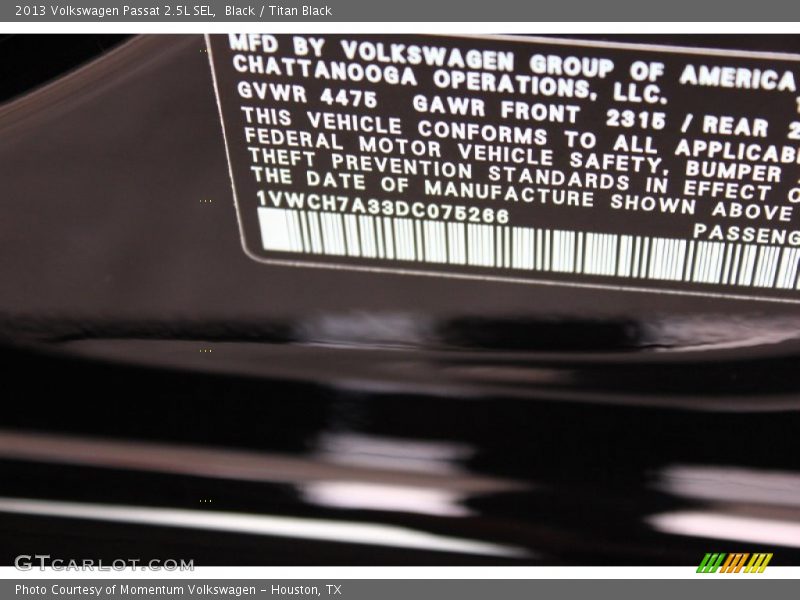 2013 Volkswagen Passat 2.5L SEL, Black / Titan Black
MFD BY VOLKSWAGEN GROUP OF AMERICA
CHATTANOOGA OPERATIONS, LLC.
GVWR 4475 GAWR FRONT 2315 / REAR 2
THIS VEHICLE CONFORMS TO ALL APPLICAB
FEDERAL MOTOR VEHICLE SAFETY, BUMPER
THEFT PREVENTION STANDARDS IN EFFECT O
THE DATE OF MANUFACTURE SHOWN ABOVE
1VWCH7A33DC075266
PASSENG
GTCARLOT.COM
Photo Courtesy of Momentum Volkswagen - Houston, TX